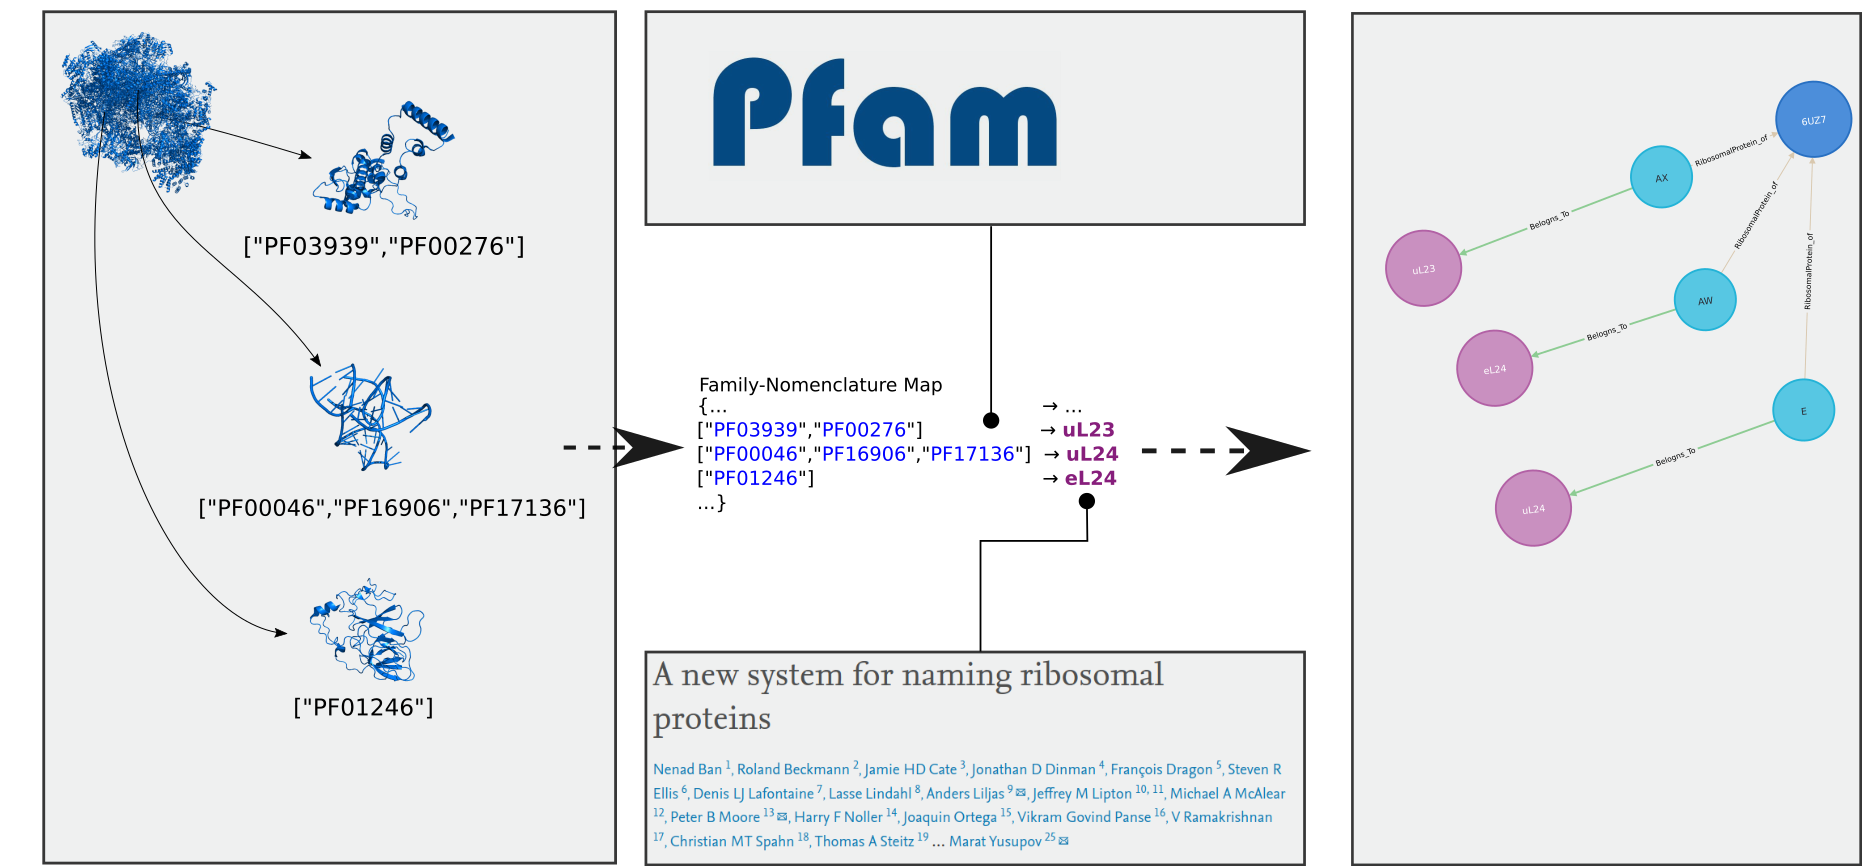 ["PF03939","PF00276"]
["PF00046","PF16906","PF17136"]
["PF01246"]
Pfam
Family-Nomenclature Map
{... → ...
["PF03939","PF00276"] → uL23
["PF00046","PF16906","PF17136"] → uL24
["PF01246"] → eL24
...}
A new system for naming ribosomal
proteins
Nenad Ban 1, Roland Beckmann 2, Jamie HD Cate 3, Jonathan D Dinman 4, François Dragon 5, Steven R
Ellis 6, Denis LJ Lafontaine 7, Lasse Lindahl 8, Anders Liljas 9 ✉, Jeffrey M Lipton 10, 11, Michael A McAlear
12, Peter B Moore 13 ✉, Harry F Noller 14, Joaquin Ortega 15, Vikram Govind Panse 16, V Ramakrishnan
17, Christian MT Spahn 18, Thomas A Steitz 19 ... Marat Yusupov 25 ✉
6UZ7
RibosomalProtein_of
AX
Belogns_To
uL23
RibosomalProtein_of
AW
Belogns_To
eL24
RibosomalProtein_of
E
Belogns_To
uL24